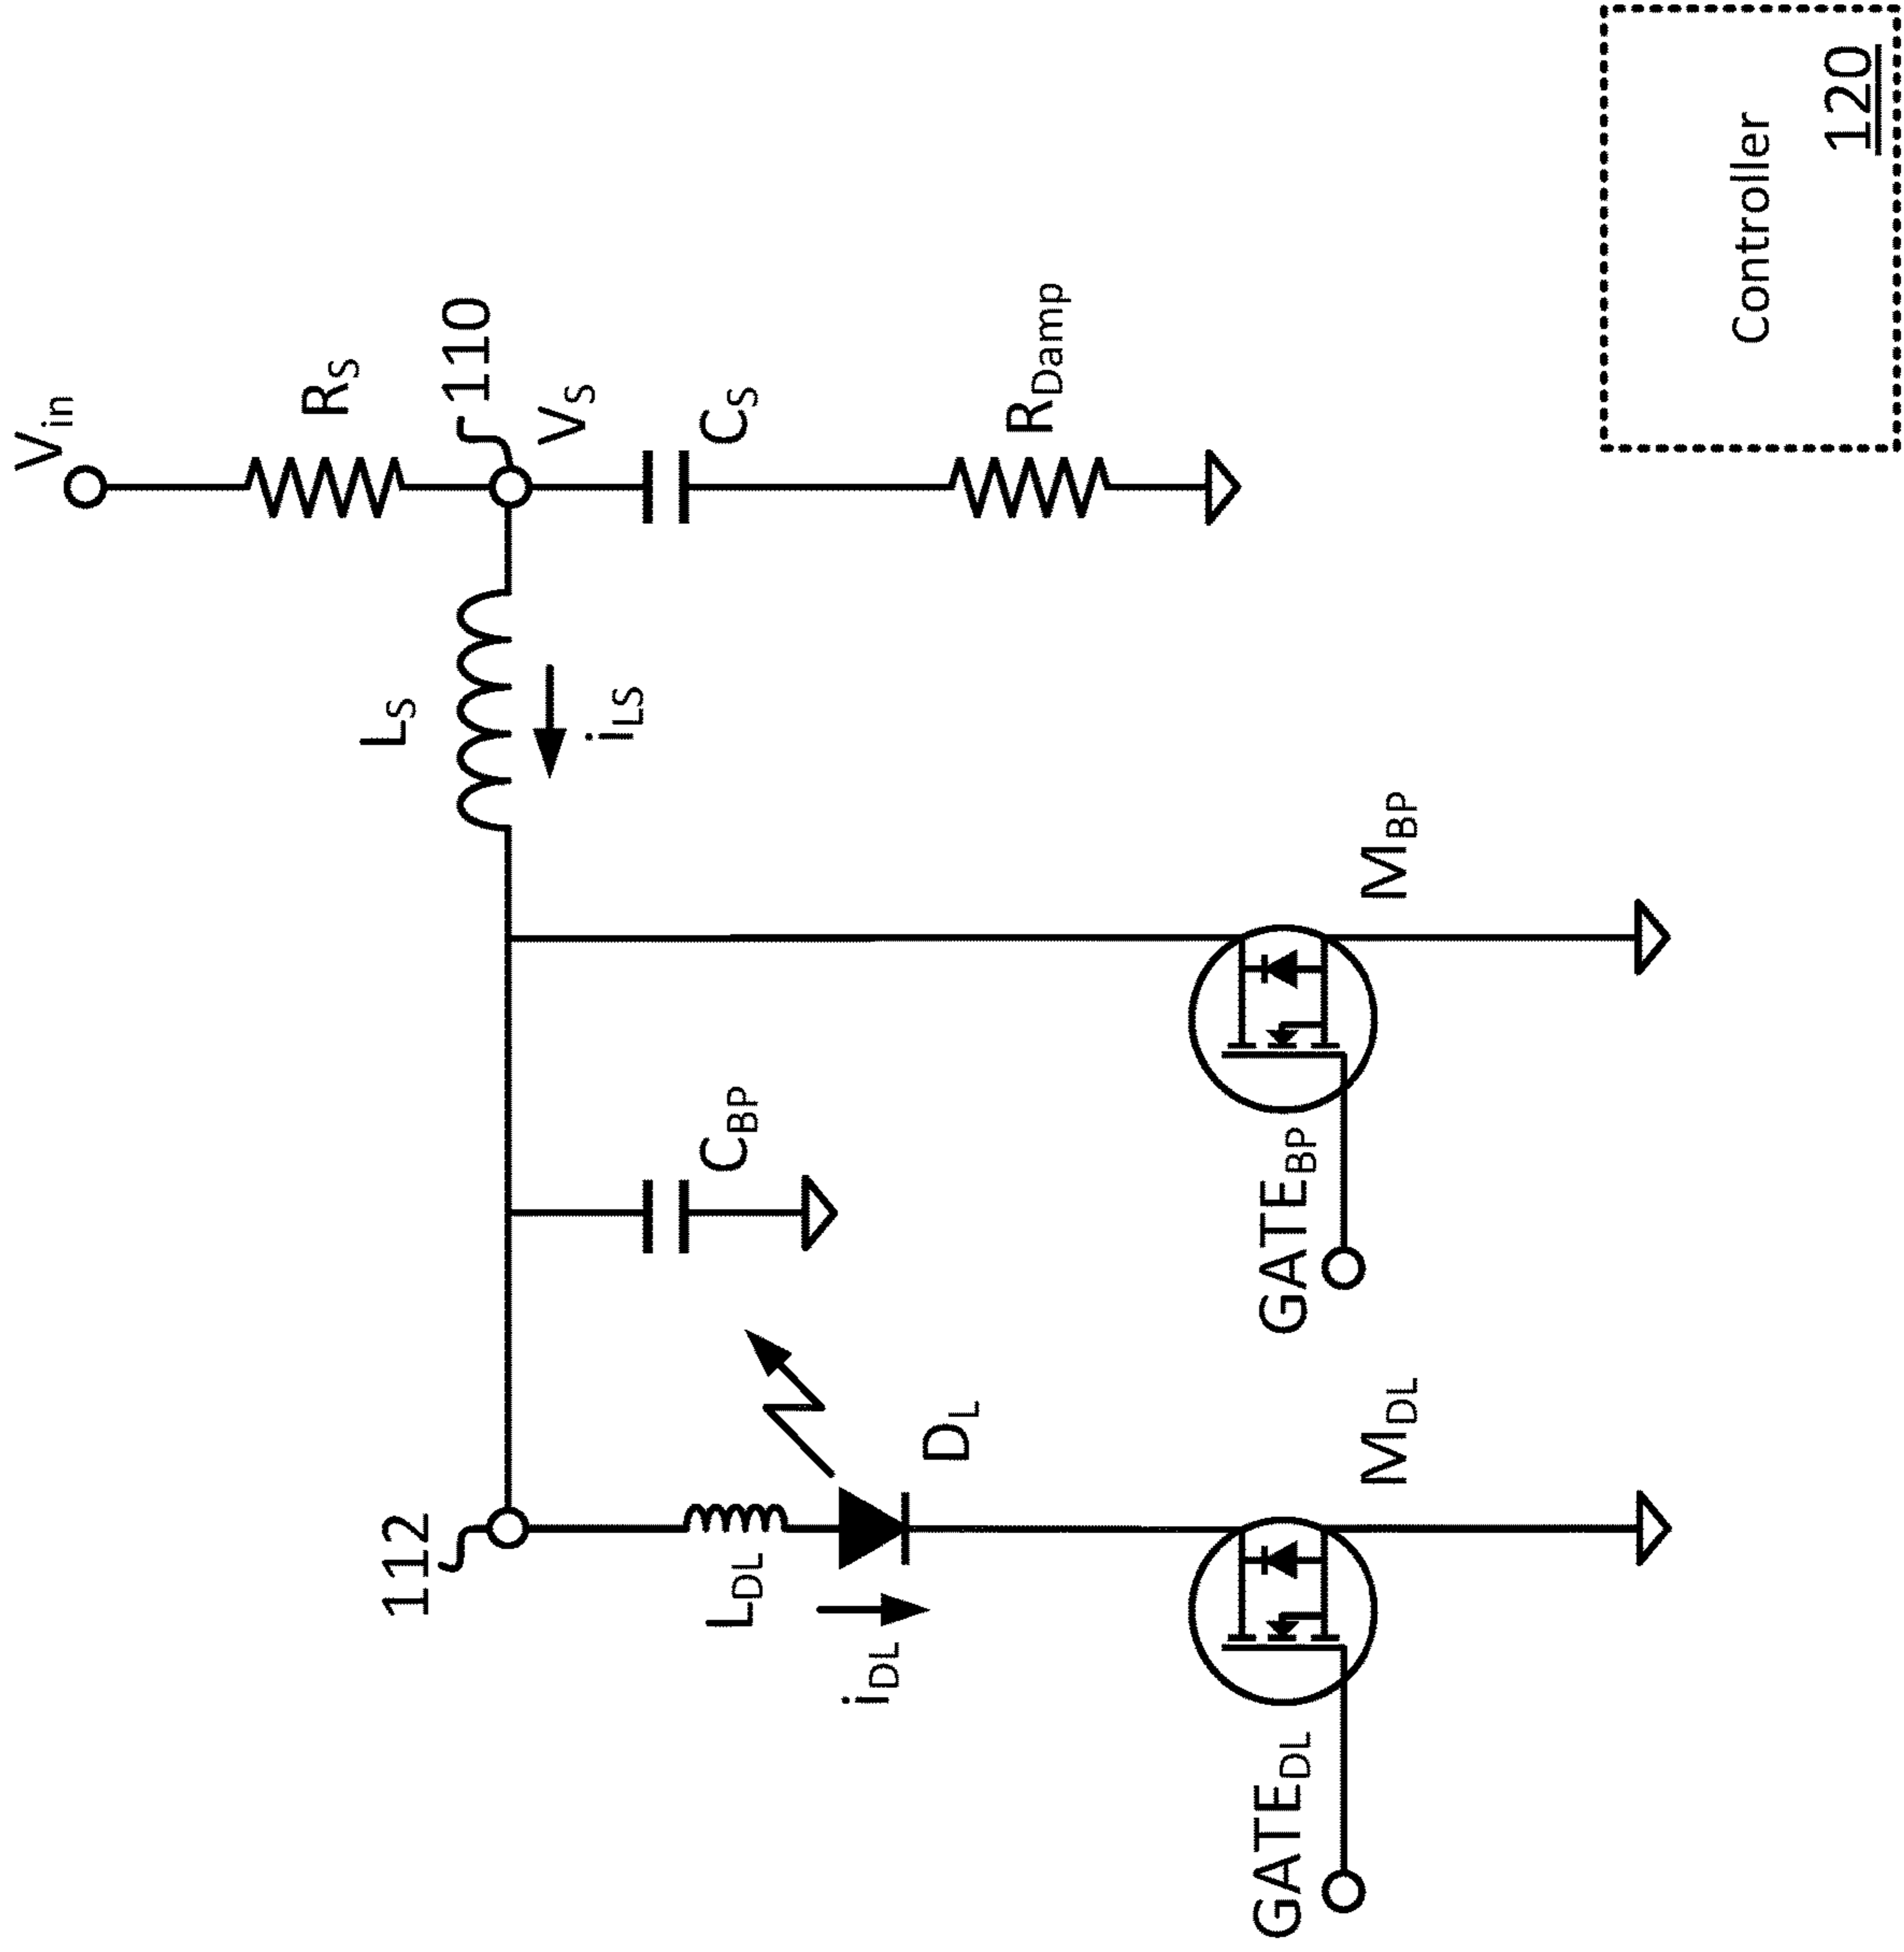 Vin
RS
110
VS
CS
RDamp
LS
iLS
112
LDL
iDL
DL
CBP
GATEBP
MBP
GATEDL
MDL
Controller
120